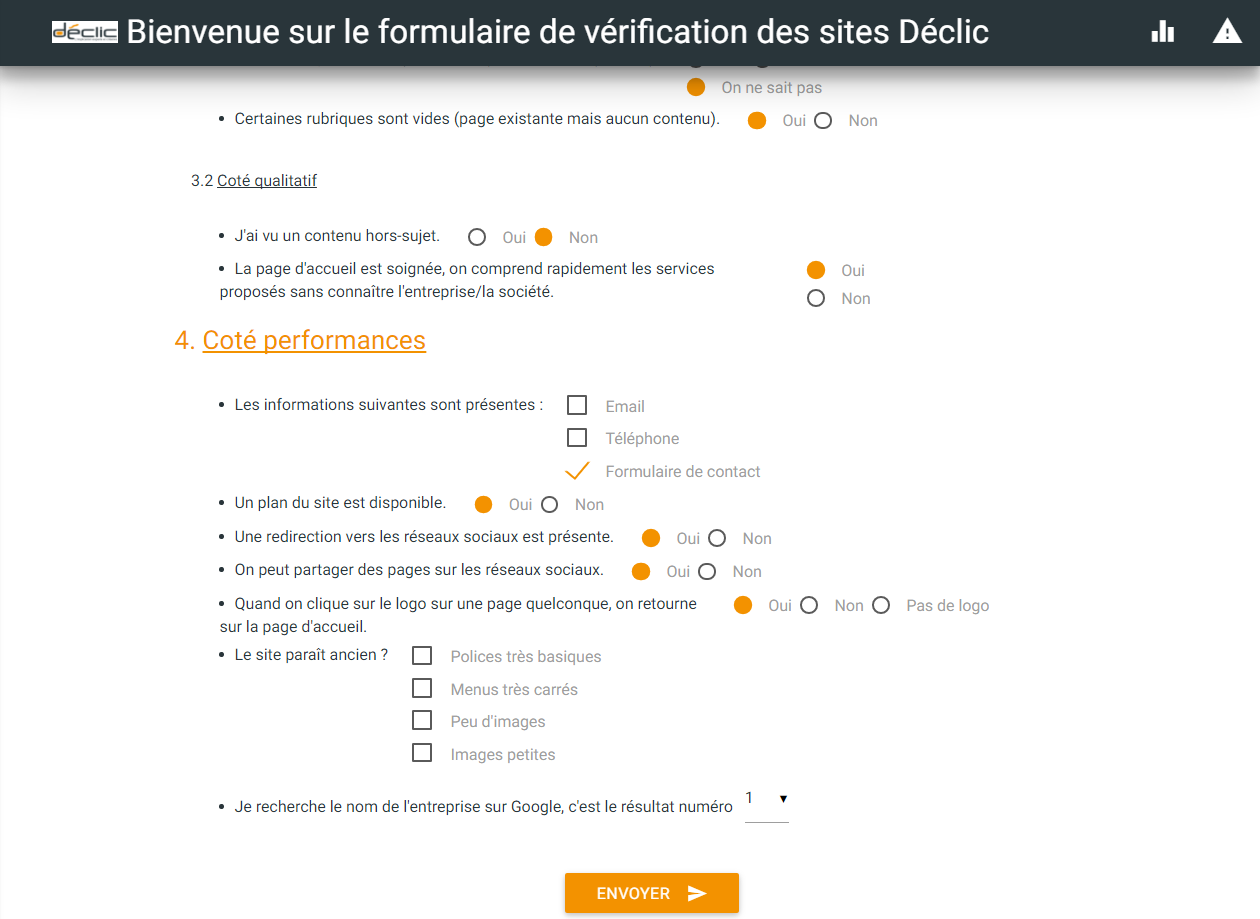 déclic Bienvenue sur le formulaire de vérification des sites Déclic
On ne sait pas
• Certaines rubriques sont vides (page existante mais aucun contenu). Oui Non
3.2 Coté qualitatif
• J'ai vu un contenu hors-sujet. Oui Non
• La page d'accueil est soignée, on comprend rapidement les services Oui
proposés sans connaître l'entreprise/la société. Non
4. Coté performances
• Les informations suivantes sont présentes : Email
Téléphone
Formulaire de contact
• Un plan du site est disponible. Oui Non
• Une redirection vers les réseaux sociaux est présente. Oui Non
• On peut partager des pages sur les réseaux sociaux. Oui Non
• Quand on clique sur le logo sur une page quelconque, on retourne Oui Non Pas de logo
sur la page d'accueil.
• Le site paraît ancien ? Polices très basiques
Menus très carrés
Peu d'images
Images petites
• Je recherche le nom de l'entreprise sur Google, c'est le résultat numéro 1
ENVOYER